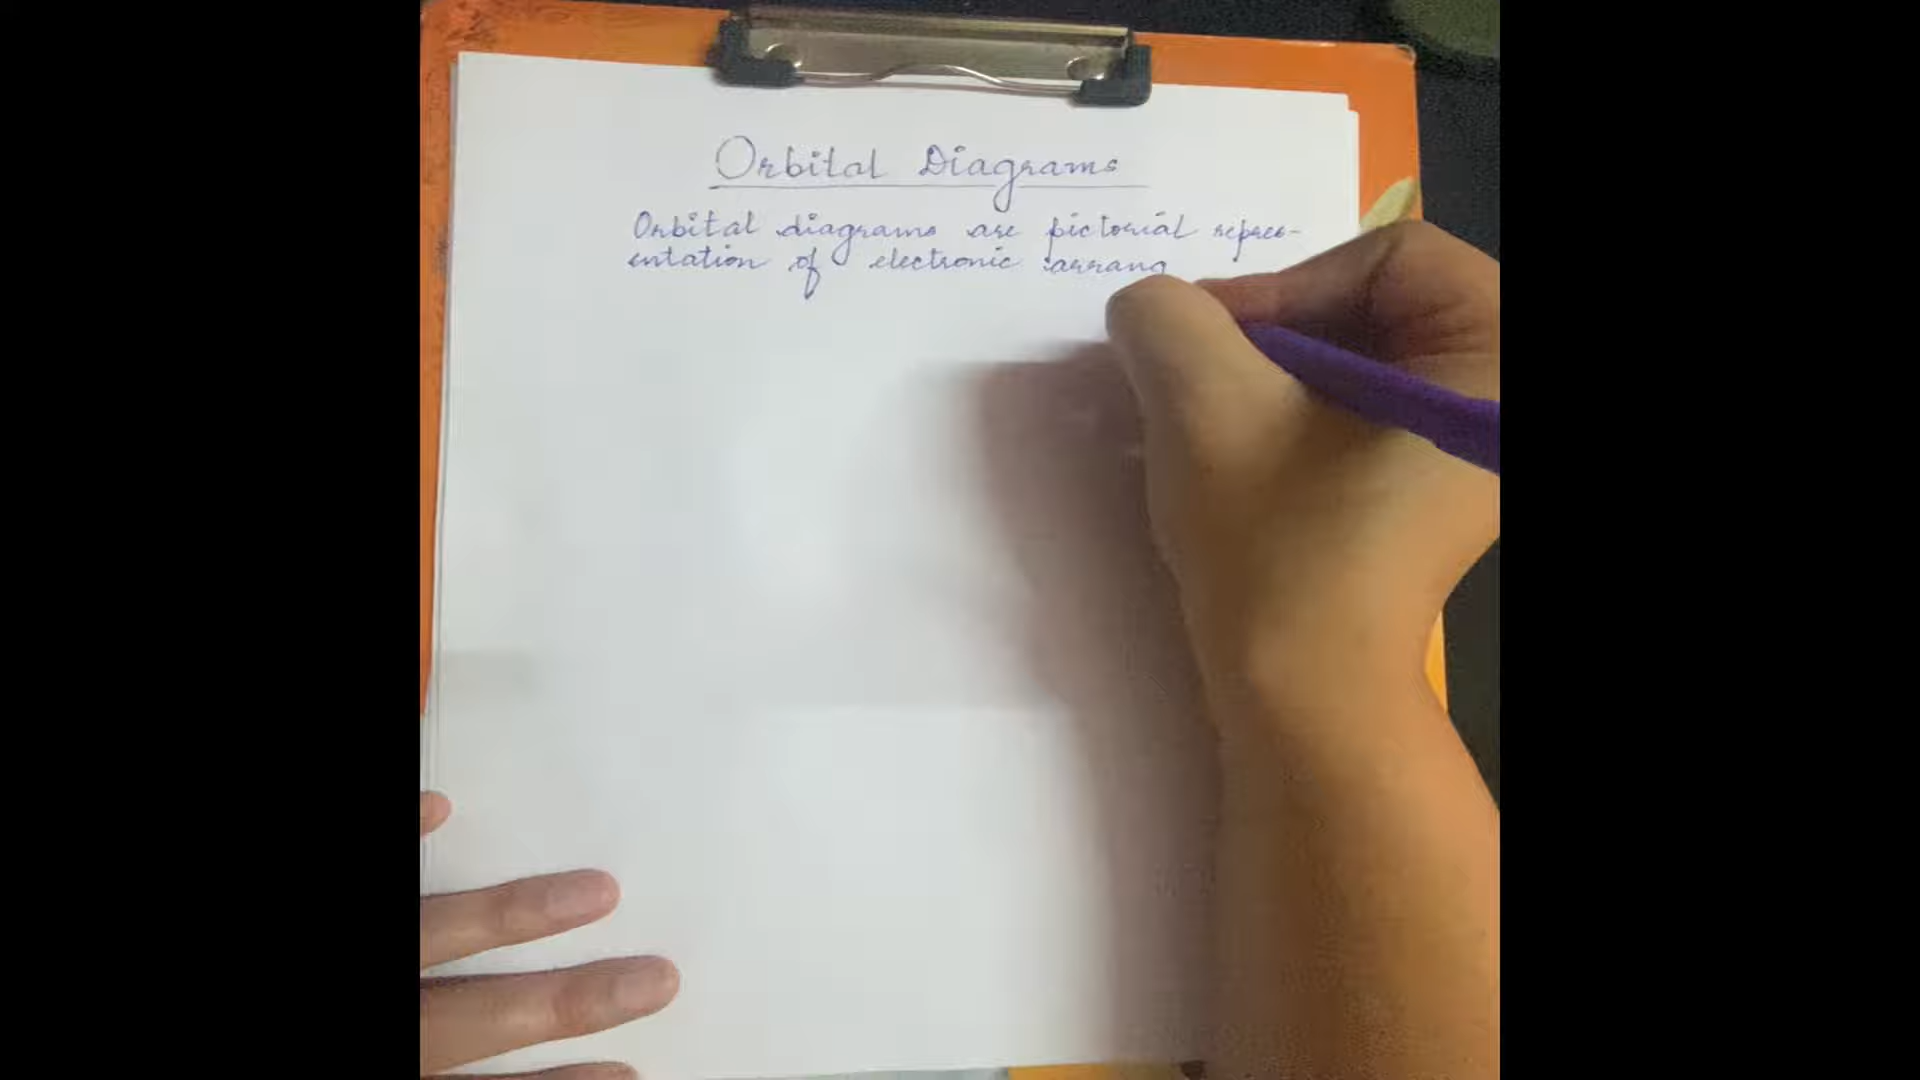 Orbital Diagrams
Orbital diagrams are pictorial repres-
entation of electronic arrang